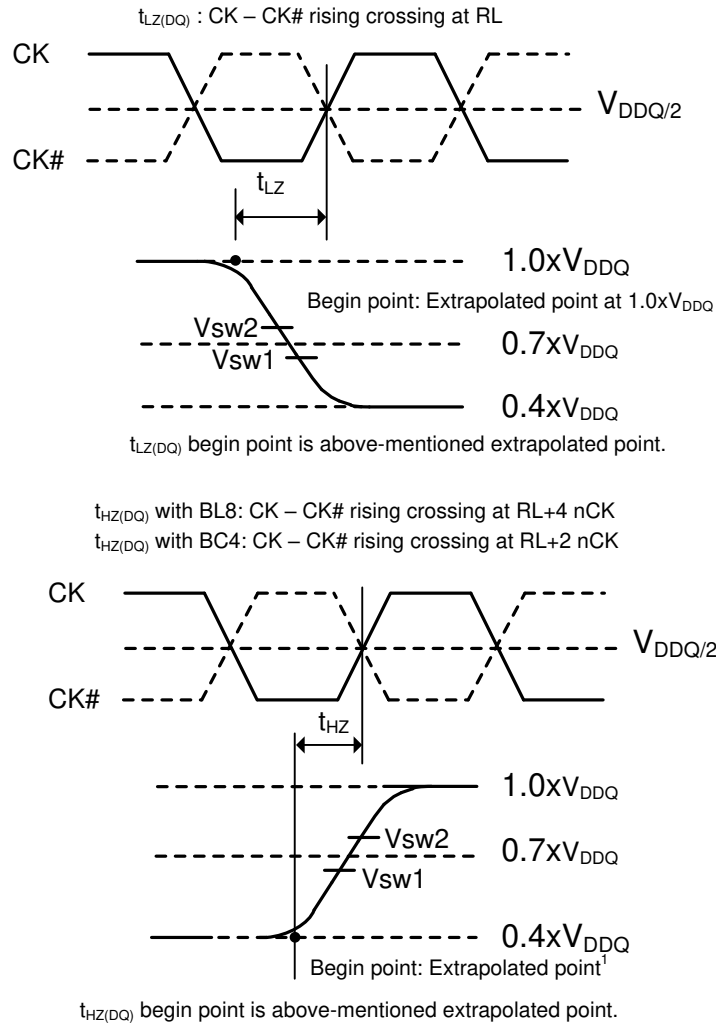 tLZ(DQ) : CK – CK# rising crossing at RL
CK
VDDQ/2
CK#
tLZ
1.0xVDDQ
Begin point: Extrapolated point at 1.0xVDDQ
Vsw2
0.7xVDDQ
Vsw1
0.4xVDDQ
tLZ(DQ) begin point is above-mentioned extrapolated point.
tHZ(DQ) with BL8: CK – CK# rising crossing at RL+4 nCK
tHZ(DQ) with BC4: CK – CK# rising crossing at RL+2 nCK
CK
VDDQ/2
CK#
tHZ
1.0xVDDQ
Vsw2
0.7xVDDQ
Vsw1
0.4xVDDQ
Begin point: Extrapolated point1
tHZ(DQ) begin point is above-mentioned extrapolated point.